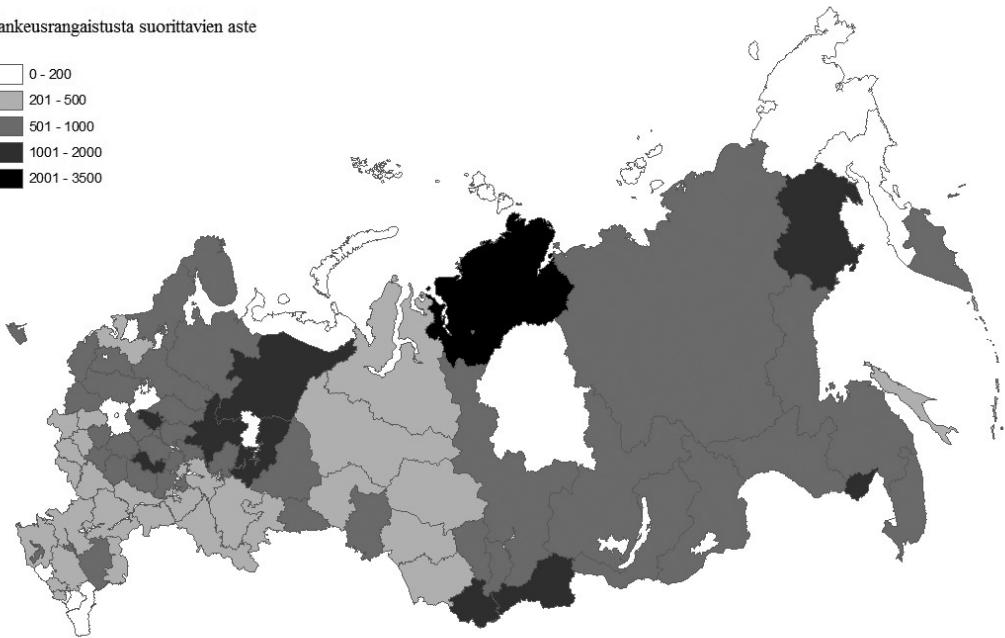 ankeusrangaistusta suorittavien aste
0 - 200
201 - 500
501 - 1000
1001 - 2000
2001 - 3500